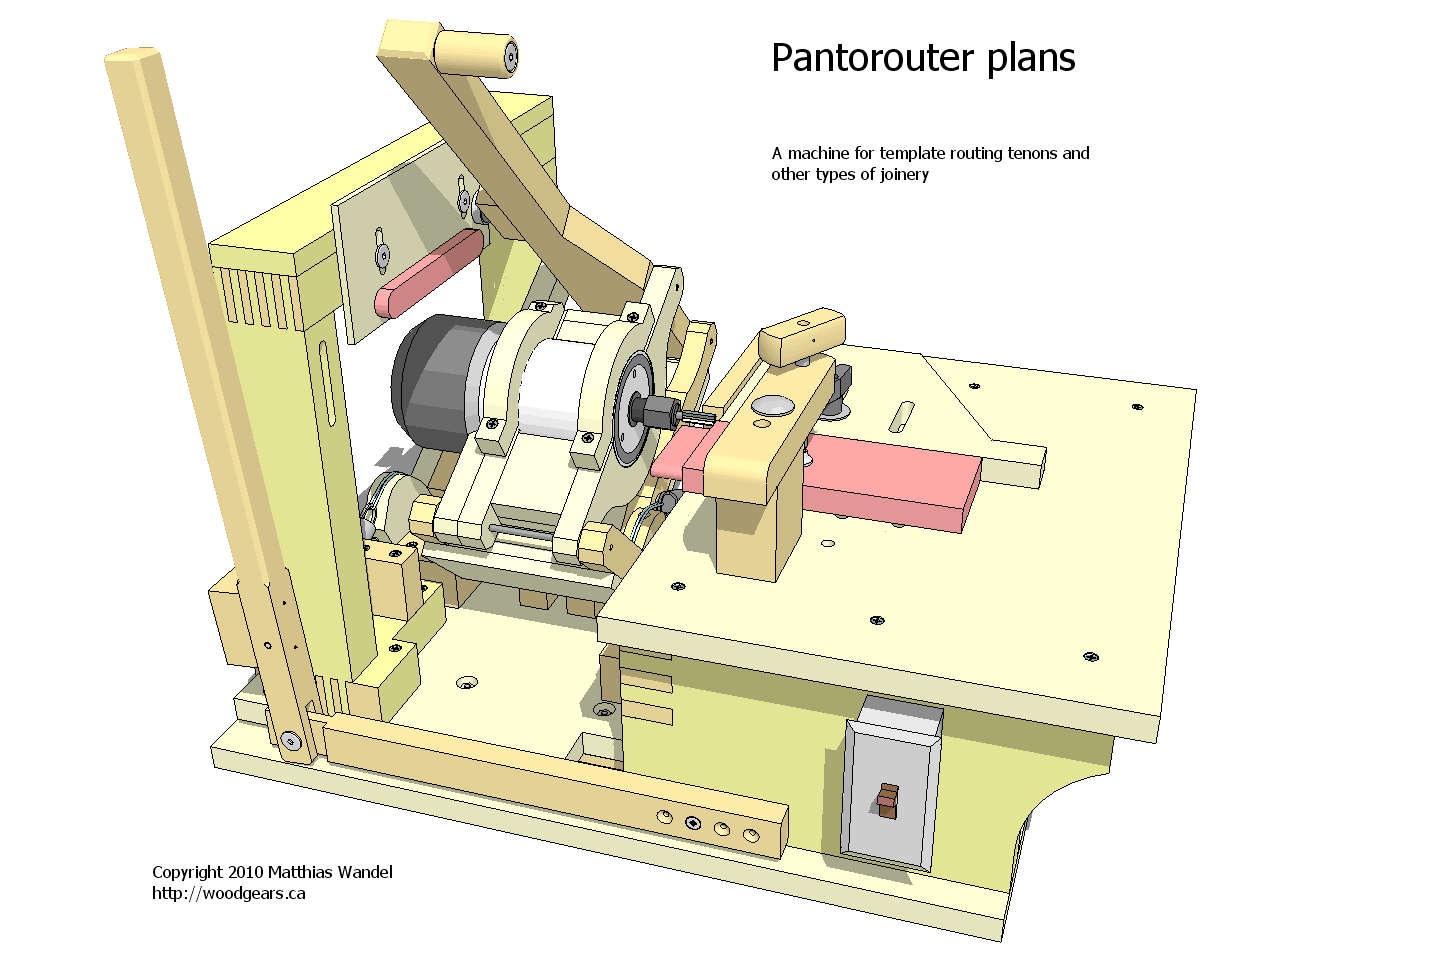 Pantorouter plans
A machine for template routing tenons and
other types of joinery
Copyright 2010 Matthias Wandel
http://woodgears.ca